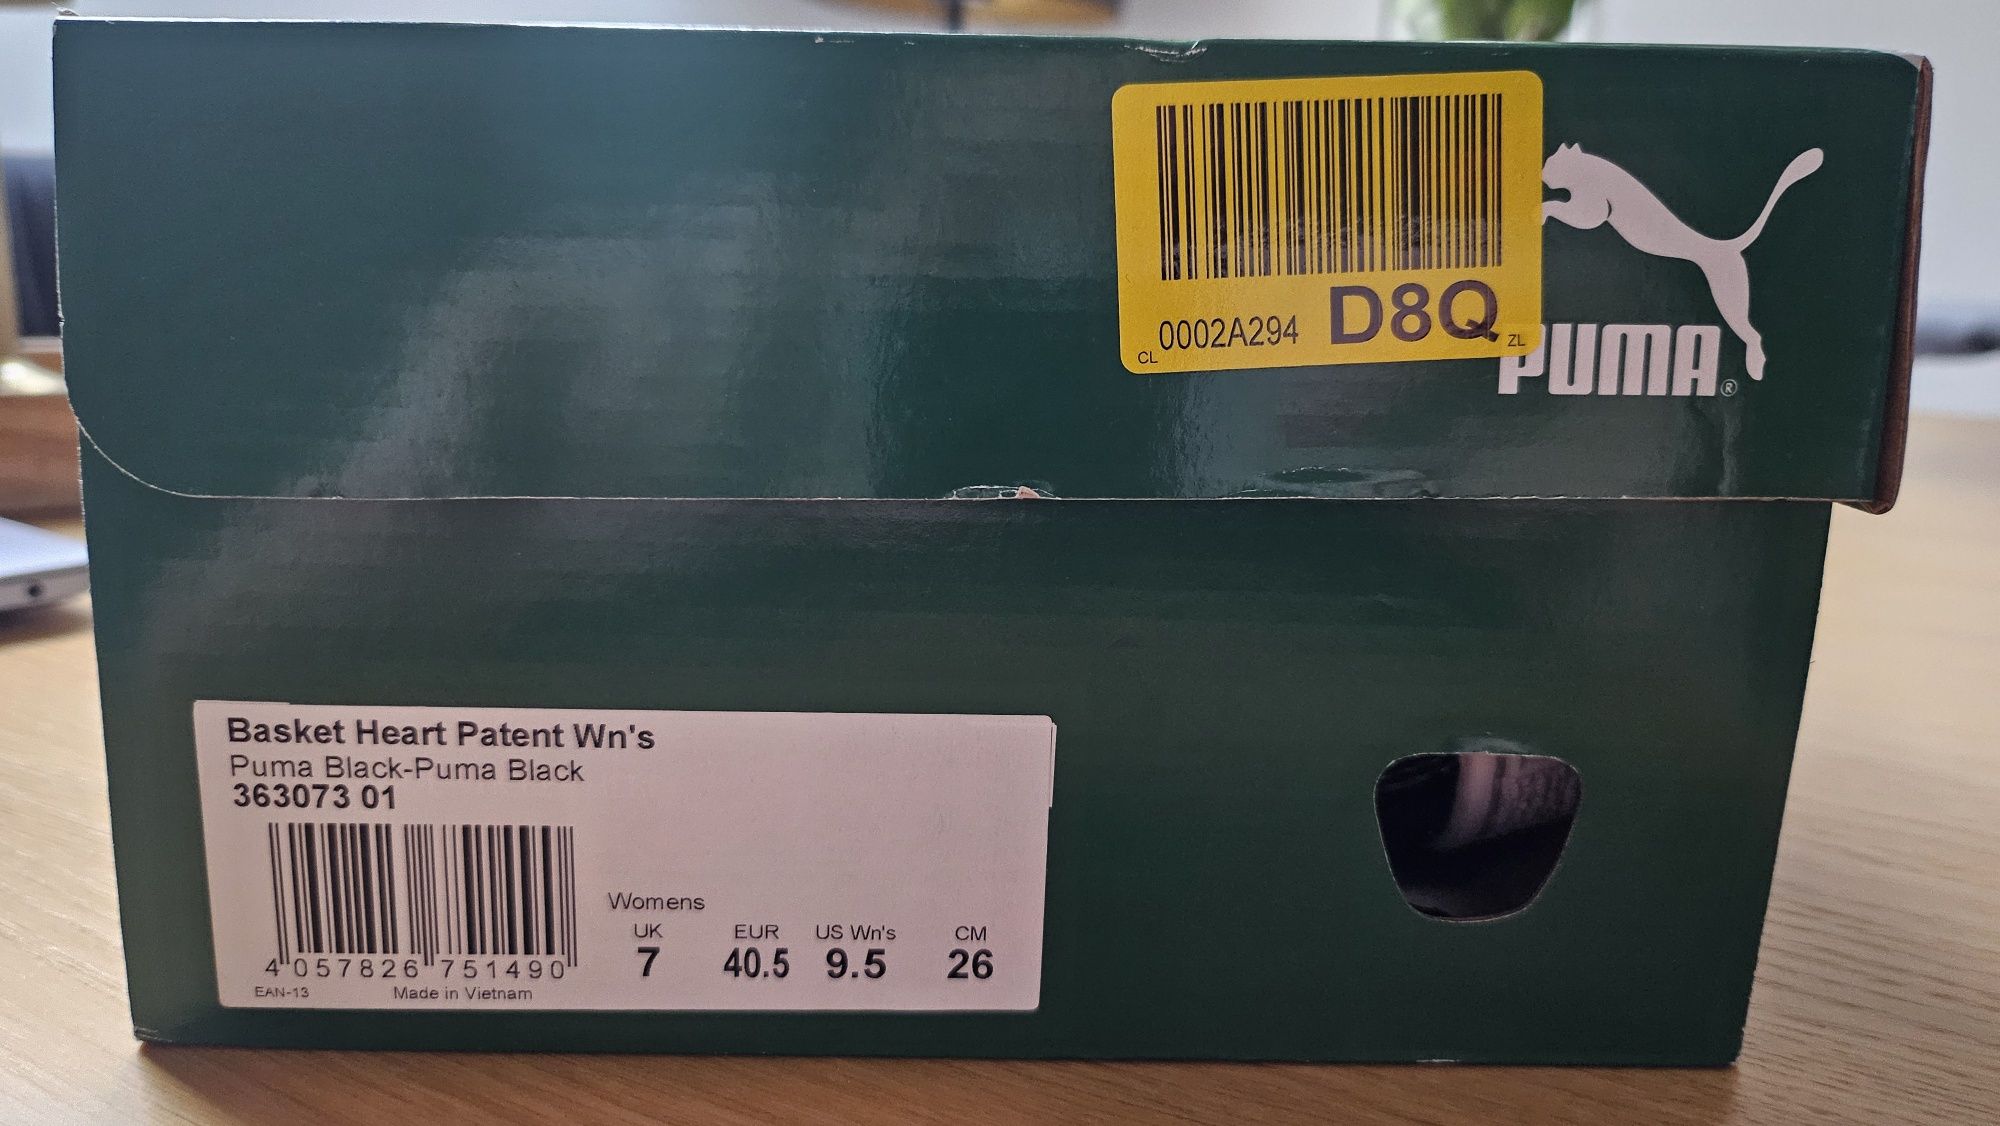 CL 0002A294 D8Q ZL
PUMA®
Basket Heart Patent Wn's
Puma Black-Puma Black
363073 01
4 057826 751490
EAN-13 Made in Vietnam
Womens
UK EUR US Wn's CM
7 40.5 9.5 26